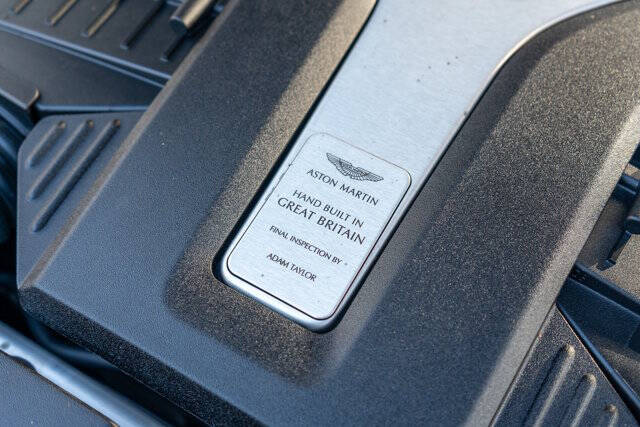 ASTON MARTIN
HAND BUILT IN
GREAT BRITAIN
FINAL INSPECTION BY
ADAM TAYLOR